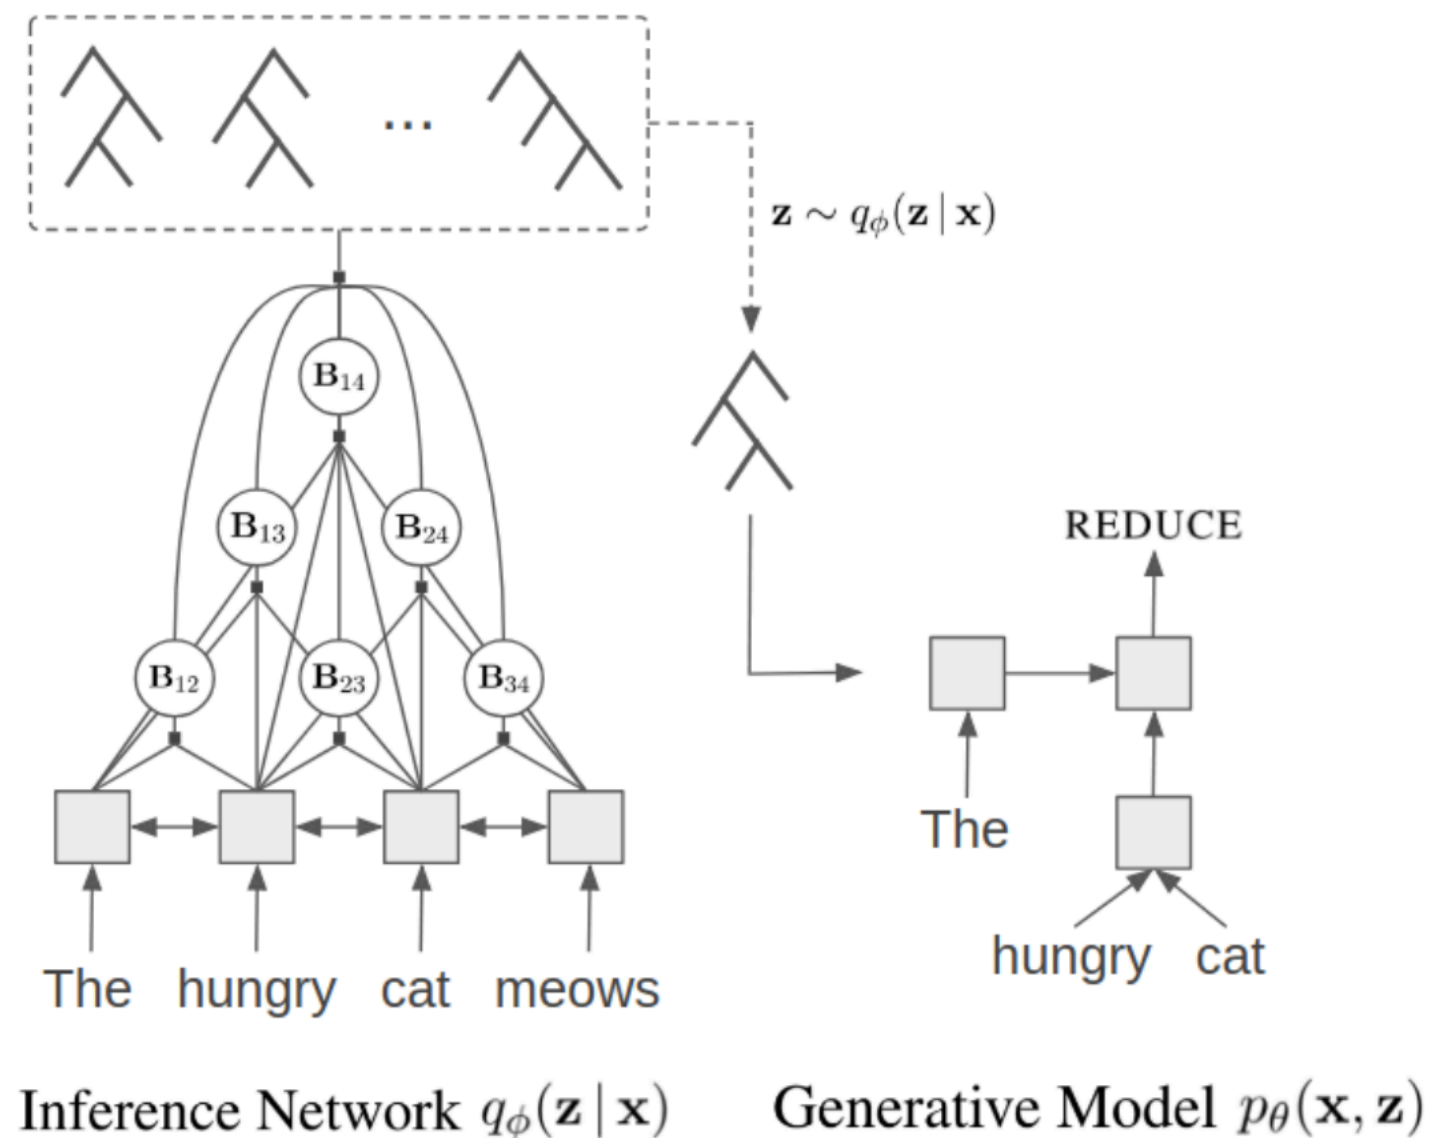 ...
z ∼ qϕ(z | x)
B14
B13 B24
B12 B23 B34
REDUCE
The
hungry cat
The hungry cat meows
Inference Network qϕ(z | x)
Generative Model pθ(x, z)